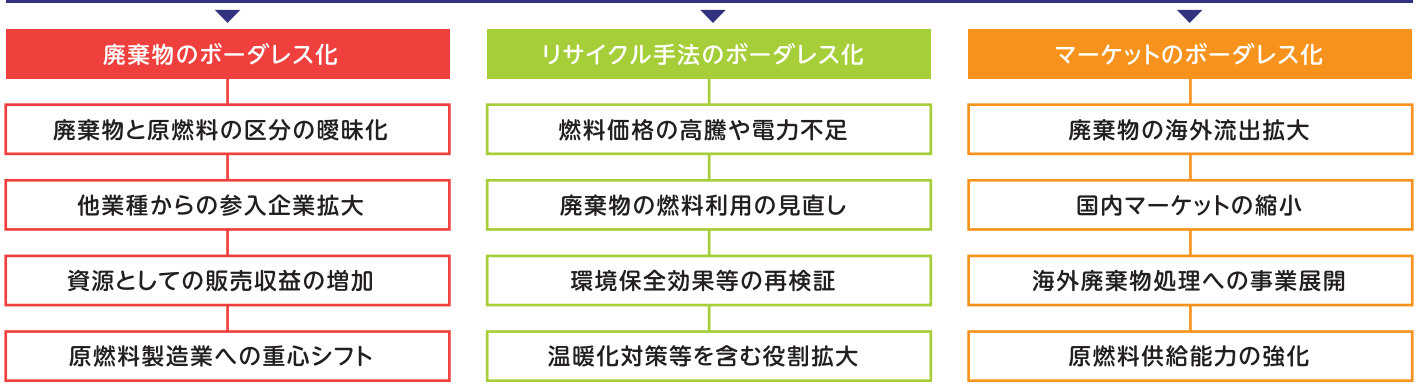 廃棄物のボーダレス化
廃棄物と原燃料の区分の曖昧化
他業種からの参入企業拡大
資源としての販売収益の増加
原燃料製造業への重心シフト
リサイクル手法のボーダレス化
燃料価格の高騰や電力不足
廃棄物の燃料利用の見直し
環境保全効果等の再検証
温暖化対策等を含む役割拡大
マーケットのボーダレス化
廃棄物の海外流出拡大
国内マーケットの縮小
海外廃棄物処理への事業展開
原燃料供給能力の強化